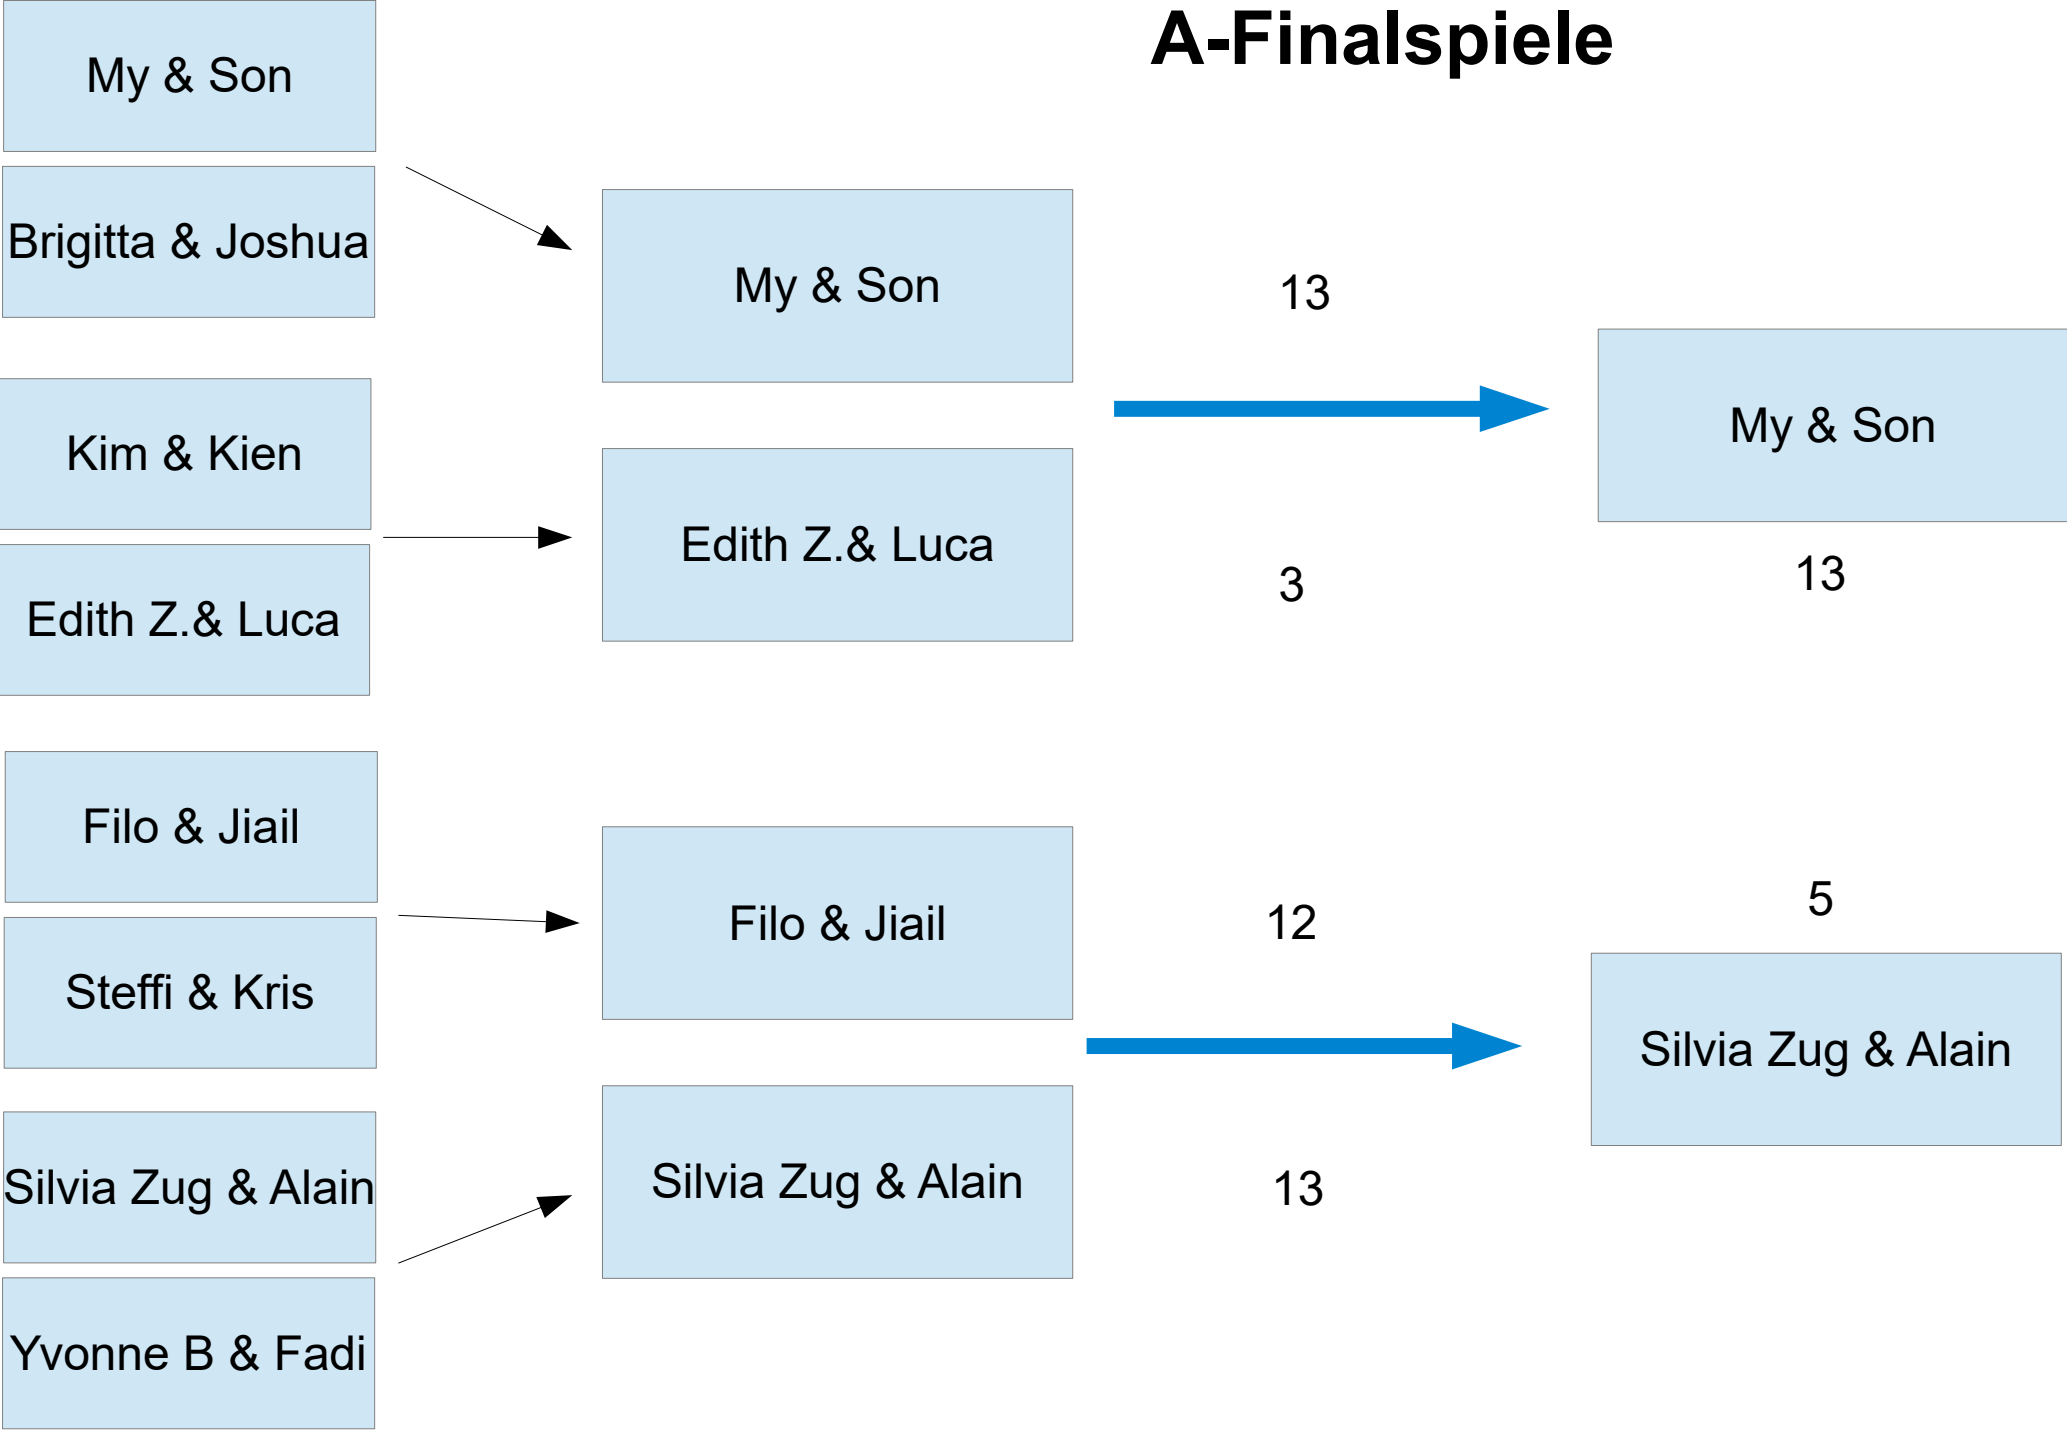 A-Finalspiele
My & Son
Brigitta & Joshua
Kim & Kien
Edith Z.& Luca
Filo & Jiail
Steffi & Kris
Silvia Zug & Alain
Yvonne B & Fadi
My & Son
Edith Z.& Luca
Filo & Jiail
Silvia Zug & Alain
13
3
12
13
My & Son
13
5
Silvia Zug & Alain